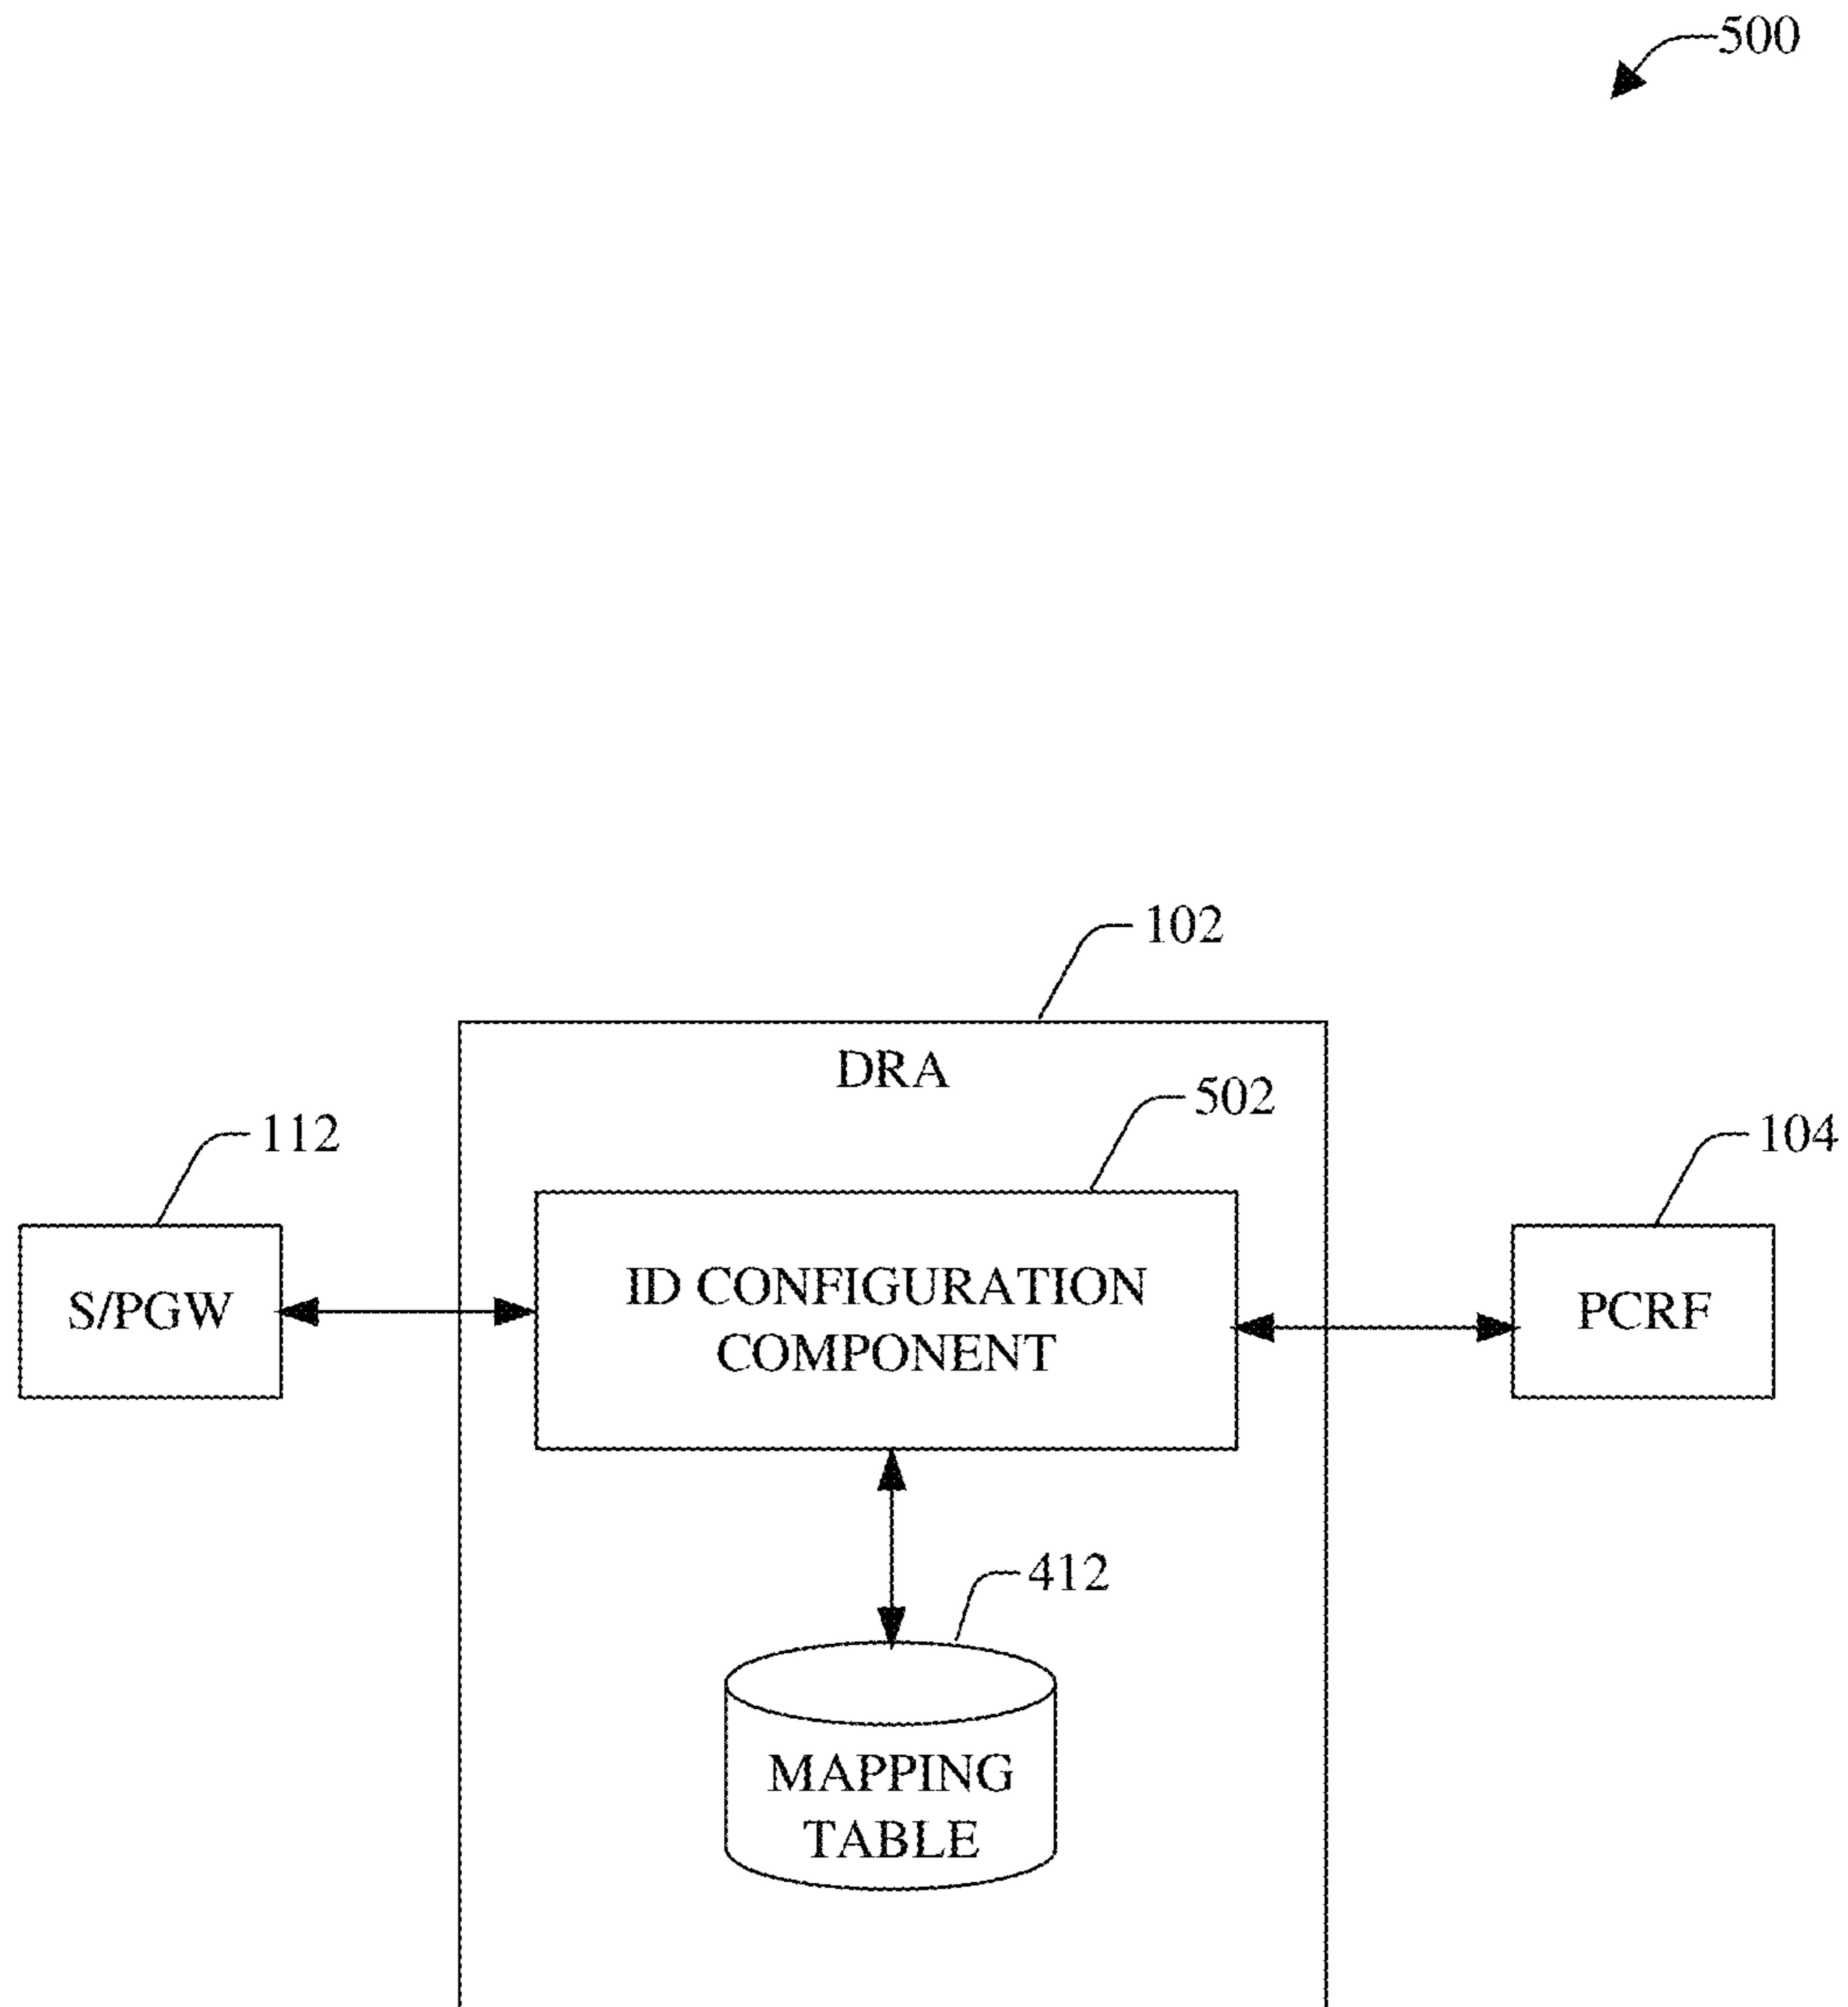 500
102
DRA
502
112
104
ID CONFIGURATION
COMPONENT
S/PGW
PCRF
412
MAPPING
TABLE